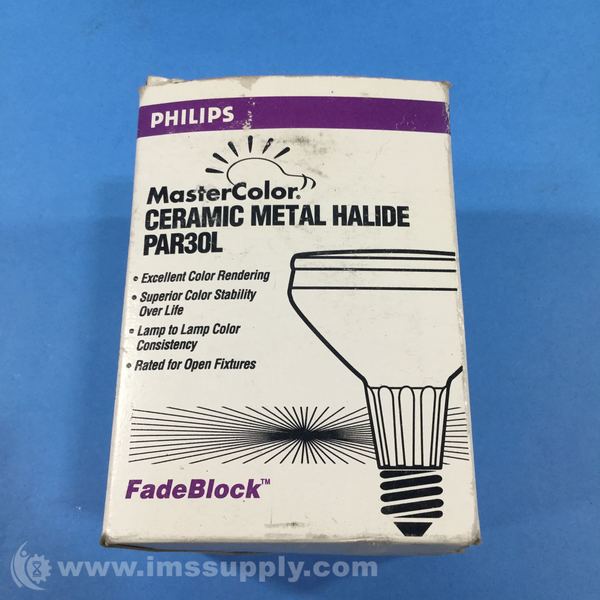 PHILIPS
MasterColor®
CERAMIC METAL HALIDE
PAR30L
• Excellent Color Rendering
• Superior Color Stability
Over Life
• Lamp to Lamp Color
Consistency
• Rated for Open Fixtures
FadeBlock™
www.imssupply.com